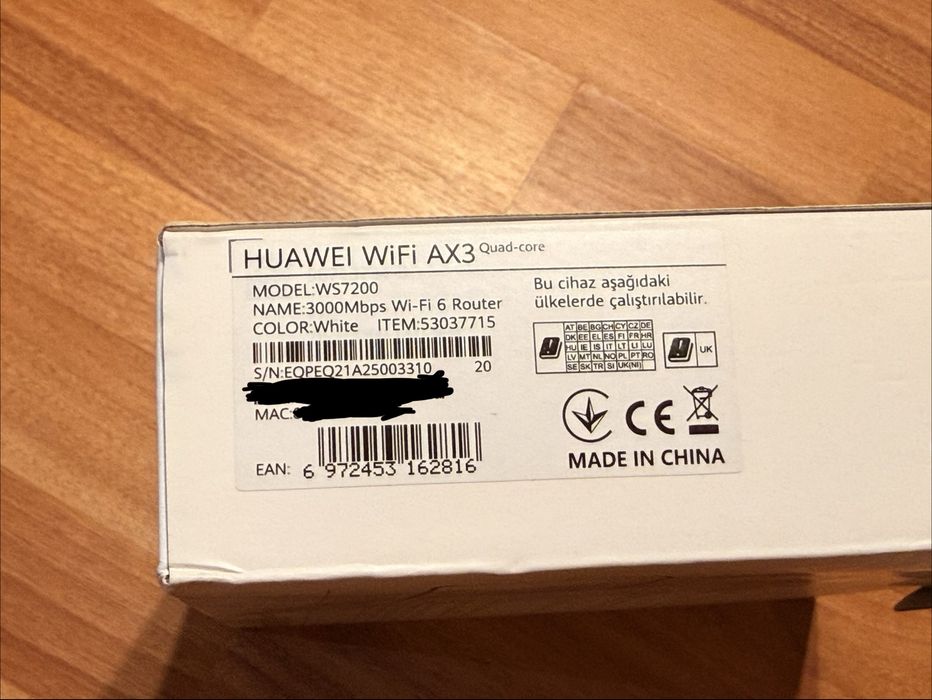 HUAWEI WiFi AX3 Quad-core
MODEL:WS7200
NAME:3000Mbps Wi-Fi 6 Router
COLOR:White ITEM:53037715
S/N:EQPEQ21A25003310 20
MAC:
EAN: 6 972453 162816
Bu cihaz aşağıdaki
ülkelerde çalıştırılabilir.
AT BE BG CH CY CZ DE
DK EE EL ES FI FR HR
HU IE IS IT LT LI LU
LV MT NL NO PL PT RO
SE SK TR SI UK(NI)
UK
CE
MADE IN CHINA